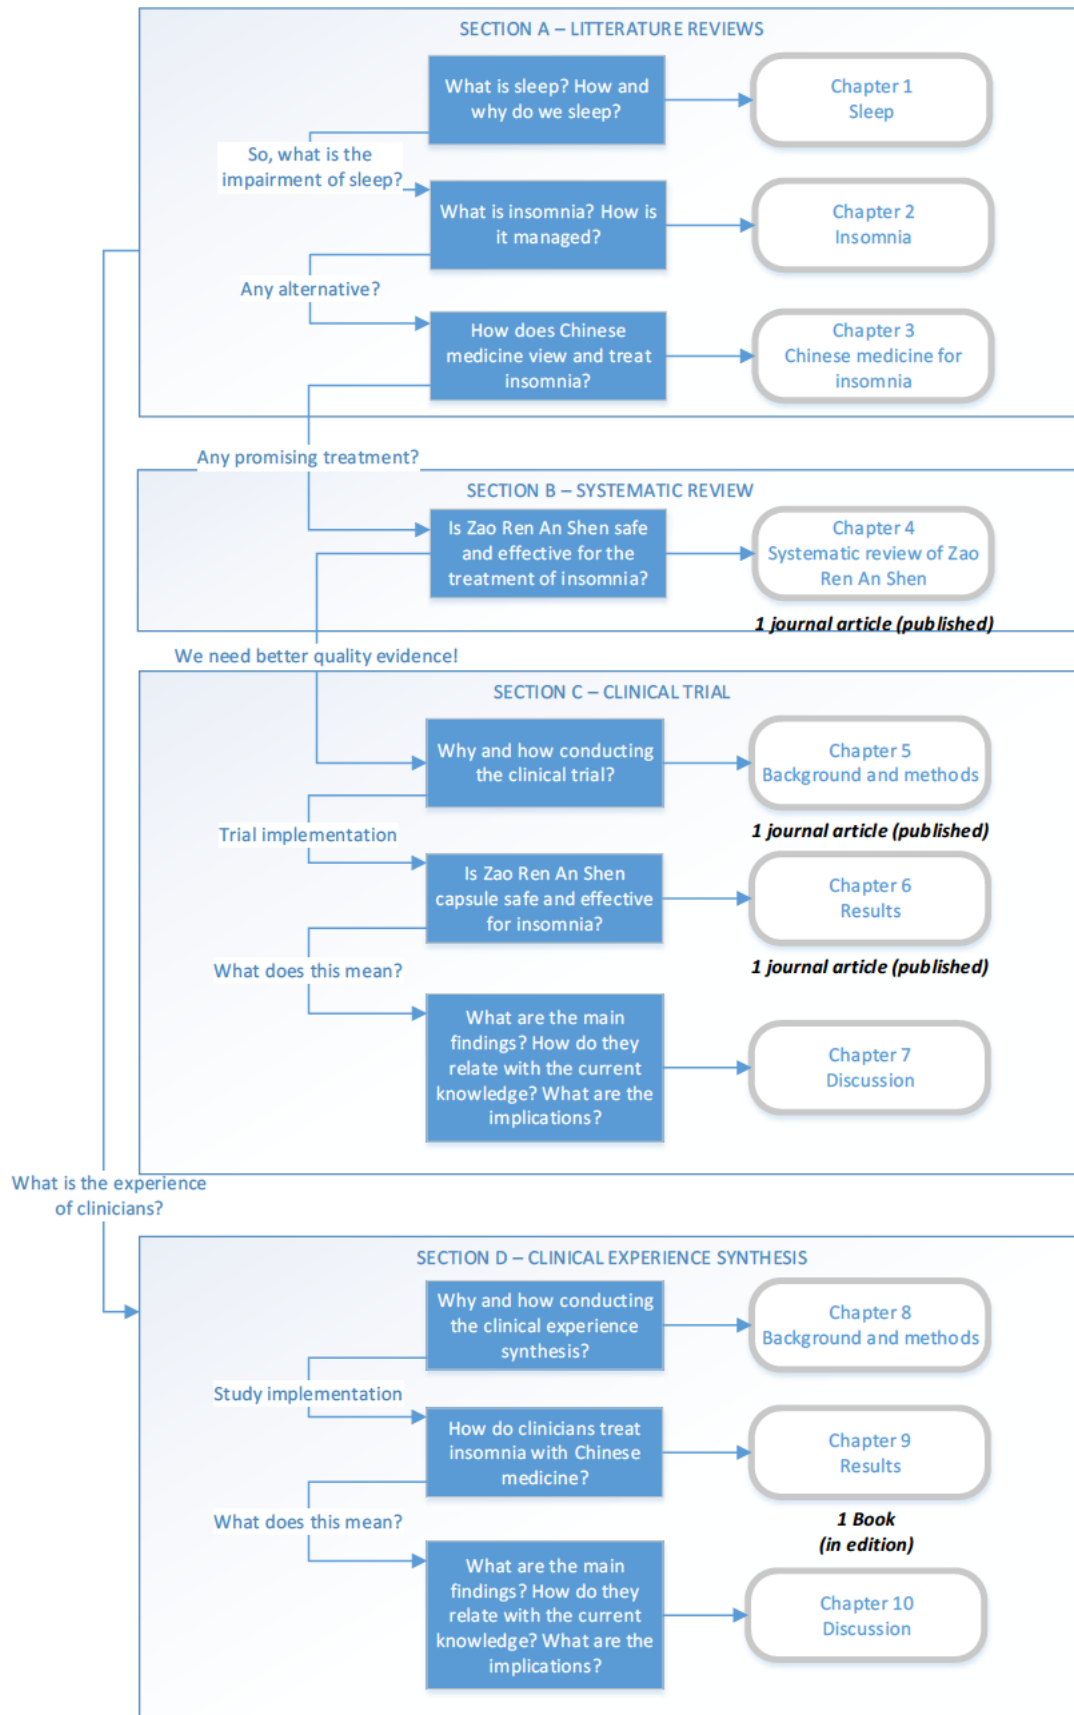 SECTION A – LITTERATURE REVIEWS
What is sleep? How and
why do we sleep?
Chapter 1
Sleep
So, what is the
impairment of sleep?
What is insomnia? How is
it managed?
Chapter 2
Insomnia
Any alternative?
How does Chinese
medicine view and treat
insomnia?
Chapter 3
Chinese medicine for
insomnia
Any promising treatment?
SECTION B – SYSTEMATIC REVIEW
Is Zao Ren An Shen safe
and effective for the
treatment of insomnia?
Chapter 4
Systematic review of Zao
Ren An Shen
1 journal article (published)
We need better quality evidence!
SECTION C – CLINICAL TRIAL
Why and how conducting
the clinical trial?
Chapter 5
Background and methods
1 journal article (published)
Trial implementation
Is Zao Ren An Shen
capsule safe and effective
for insomnia?
Chapter 6
Results
1 journal article (published)
What does this mean?
What are the main
findings? How do they
relate with the current
knowledge? What are the
implications?
Chapter 7
Discussion
What is the experience
of clinicians?
SECTION D – CLINICAL EXPERIENCE SYNTHESIS
Why and how conducting
the clinical experience
synthesis?
Chapter 8
Background and methods
Study implementation
How do clinicians treat
insomnia with Chinese
medicine?
Chapter 9
Results
1 Book
(in edition)
What does this mean?
What are the main
findings? How do they
relate with the current
knowledge? What are the
implications?
Chapter 10
Discussion